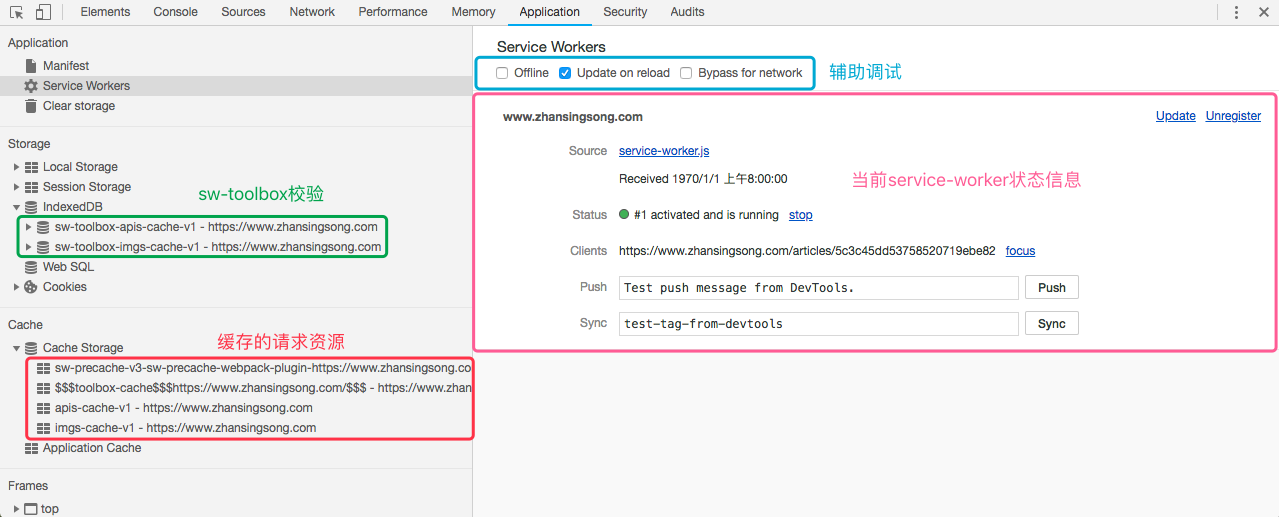 Elements Console Sources Network Performance Memory Application Security Audits
Application
Manifest
Service Workers
Clear storage
Storage
Local Storage
Session Storage
sw-toolbox校验
IndexedDB
sw-toolbox-apis-cache-v1 - https://www.zhansingsong.com
sw-toolbox-imgs-cache-v1 - https://www.zhansingsong.com
Web SQL
Cookies
Cache
缓存的请求资源
Cache Storage
sw-precache-v3-sw-precache-webpack-plugin-https://www.zhansingsong.co
$$$toolbox-cache$$$https://www.zhansingsong.com/$$$ - https://www.zhan
apis-cache-v1 - https://www.zhansingsong.com
imgs-cache-v1 - https://www.zhansingsong.com
Application Cache
Frames
top
Service Workers
Offline Update on reload Bypass for network 辅助调试
www.zhansingsong.com Update Unregister
Source service-worker.js
Received 1970/1/1 上午8:00:00 当前service-worker状态信息
Status #1 activated and is running stop
Clients https://www.zhansingsong.com/articles/5c3c45dd53758520719ebe82 focus
Push Test push message from DevTools. Push
Sync test-tag-from-devtools Sync